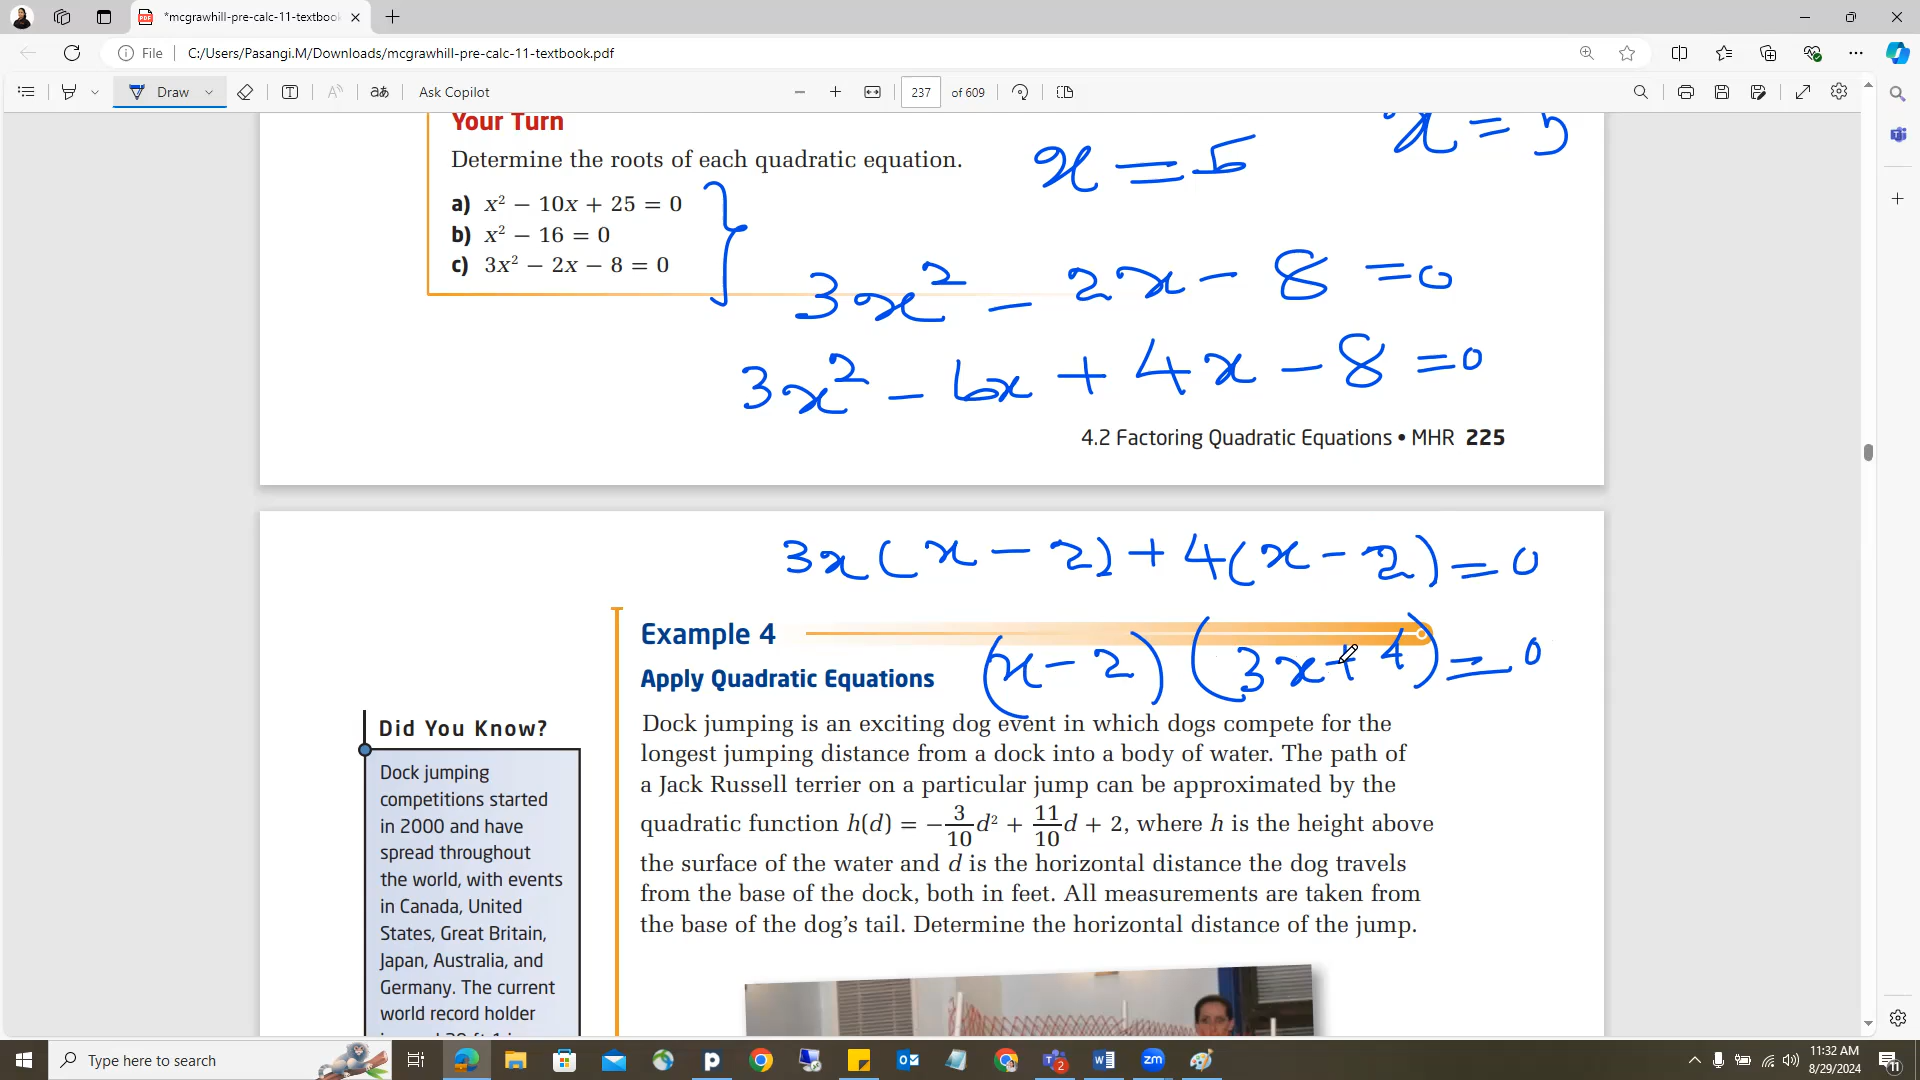 *mcgrawhill-pre-calc-11-textbook
File
C:/Users/Pasangi.M/Downloads/mcgrawhill-pre-calc-11-textbook.pdf
Draw
Ask Copilot
237 of 609
Your Turn
Determine the roots of each quadratic equation.
a) x² − 10x + 25 = 0
b) x² − 16 = 0
c) 3x² − 2x − 8 = 0
x = 5
x = 5
3x² − 2x − 8 = 0
3x² − 6x + 4x − 8 = 0
4.2 Factoring Quadratic Equations • MHR 225
3x(x − 2) + 4(x − 2) = 0
(x − 2)(3x + 4) = 0
Example 4
Apply Quadratic Equations
Dock jumping is an exciting dog event in which dogs compete for the
longest jumping distance from a dock into a body of water. The path of
a Jack Russell terrier on a particular jump can be approximated by the
quadratic function h(d) = −3/10 d² + 11/10 d + 2, where h is the height above
the surface of the water and d is the horizontal distance the dog travels
from the base of the dock, both in feet. All measurements are taken from
the base of the dog’s tail. Determine the horizontal distance of the jump.
Did You Know?
Dock jumping
competitions started
in 2000 and have
spread throughout
the world, with events
in Canada, United
States, Great Britain,
Japan, Australia, and
Germany. The current
world record holder
Type here to search
11:32 AM
8/29/2024